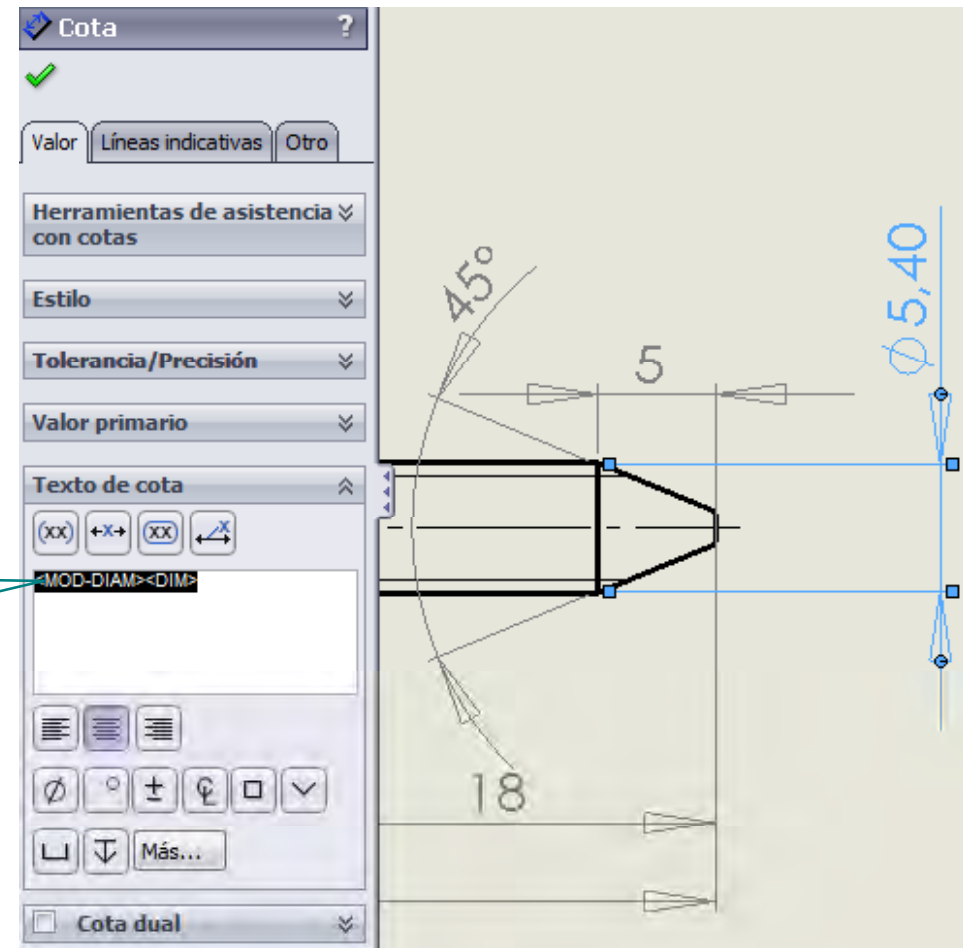 Cota ?
Valor Líneas indicativas Otro
Herramientas de asistencia
con cotas
Estilo
Tolerancia/Precisión
Valor primario
Texto de cota
(xx) x (xx) x
<MOD-DIAM><DIM>
Más...
Cota dual
45°
5
Ø5,40
18